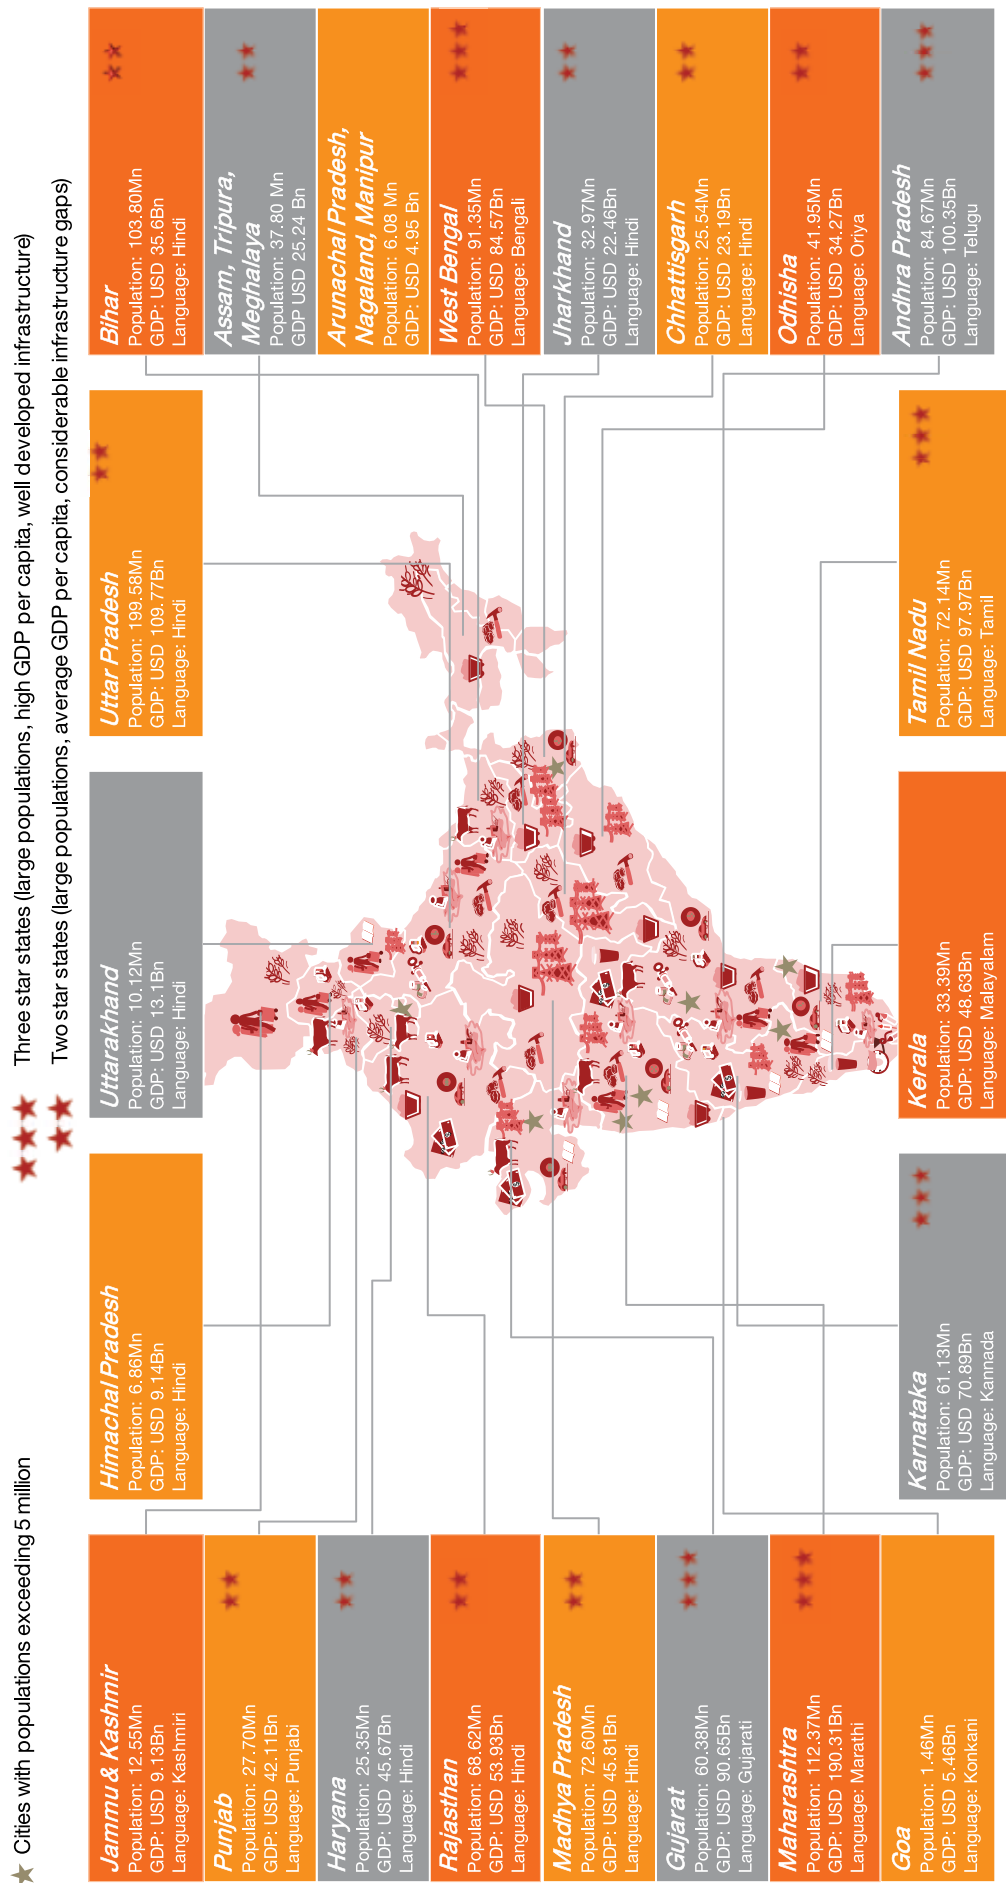 Cities with populations exceeding 5 million
Three star states (large populations, high GDP per capita, well developed infrastructure)
Two star states (large populations, average GDP per capita, considerable infrastructure gaps)
Jammu & Kashmir
Population: 12.55Mn
GDP: USD 9.13Bn
Language: Kashmiri
Punjab
Population: 27.70Mn
GDP: USD 42.11Bn
Language: Punjabi
Haryana
Population: 25.35Mn
GDP: USD 45.67Bn
Language: Hindi
Rajasthan
Population: 68.62Mn
GDP: USD 53.93Bn
Language: Hindi
Madhya Pradesh
Population: 72.60Mn
GDP: USD 45.81Bn
Language: Hindi
Gujarat
Population: 60.38Mn
GDP: USD 90.65Bn
Language: Gujarati
Maharashtra
Population: 112.37Mn
GDP: USD 190.31Bn
Language: Marathi
Goa
Population: 1.46Mn
GDP: USD 5.46Bn
Language: Konkani
Himachal Pradesh
Population: 6.86Mn
GDP: USD 9.14Bn
Language: Hindi
Uttarakhand
Population: 10.12Mn
GDP: USD 13.1Bn
Language: Hindi
Uttar Pradesh
Population: 199.58Mn
GDP: USD 109.77Bn
Language: Hindi
Karnataka
Population: 61.13Mn
GDP: USD 70.89Bn
Language: Kannada
Kerala
Population: 33.39Mn
GDP: USD 48.63Bn
Language: Malayalam
Tamil Nadu
Population: 72.14Mn
GDP: USD 97.97Bn
Language: Tamil
Bihar
Population: 103.80Mn
GDP: USD 35.6Bn
Language: Hindi
Assam, Tripura,
Meghalaya
Population: 37.80 Mn
GDP USD 25.24 Bn
Arunachal Pradesh,
Nagaland, Manipur
Population: 6.08 Mn
GDP: USD 4.95 Bn
West Bengal
Population: 91.35Mn
GDP: USD 84.57Bn
Language: Bengali
Jharkhand
Population: 32.97Mn
GDP: USD 22.46Bn
Language: Hindi
Chhattisgarh
Population: 25.54Mn
GDP: USD 23.19Bn
Language: Hindi
Odhisha
Population: 41.95Mn
GDP: USD 34.27Bn
Language: Oriya
Andhra Pradesh
Population: 84.67Mn
GDP: USD 100.35Bn
Language: Telugu